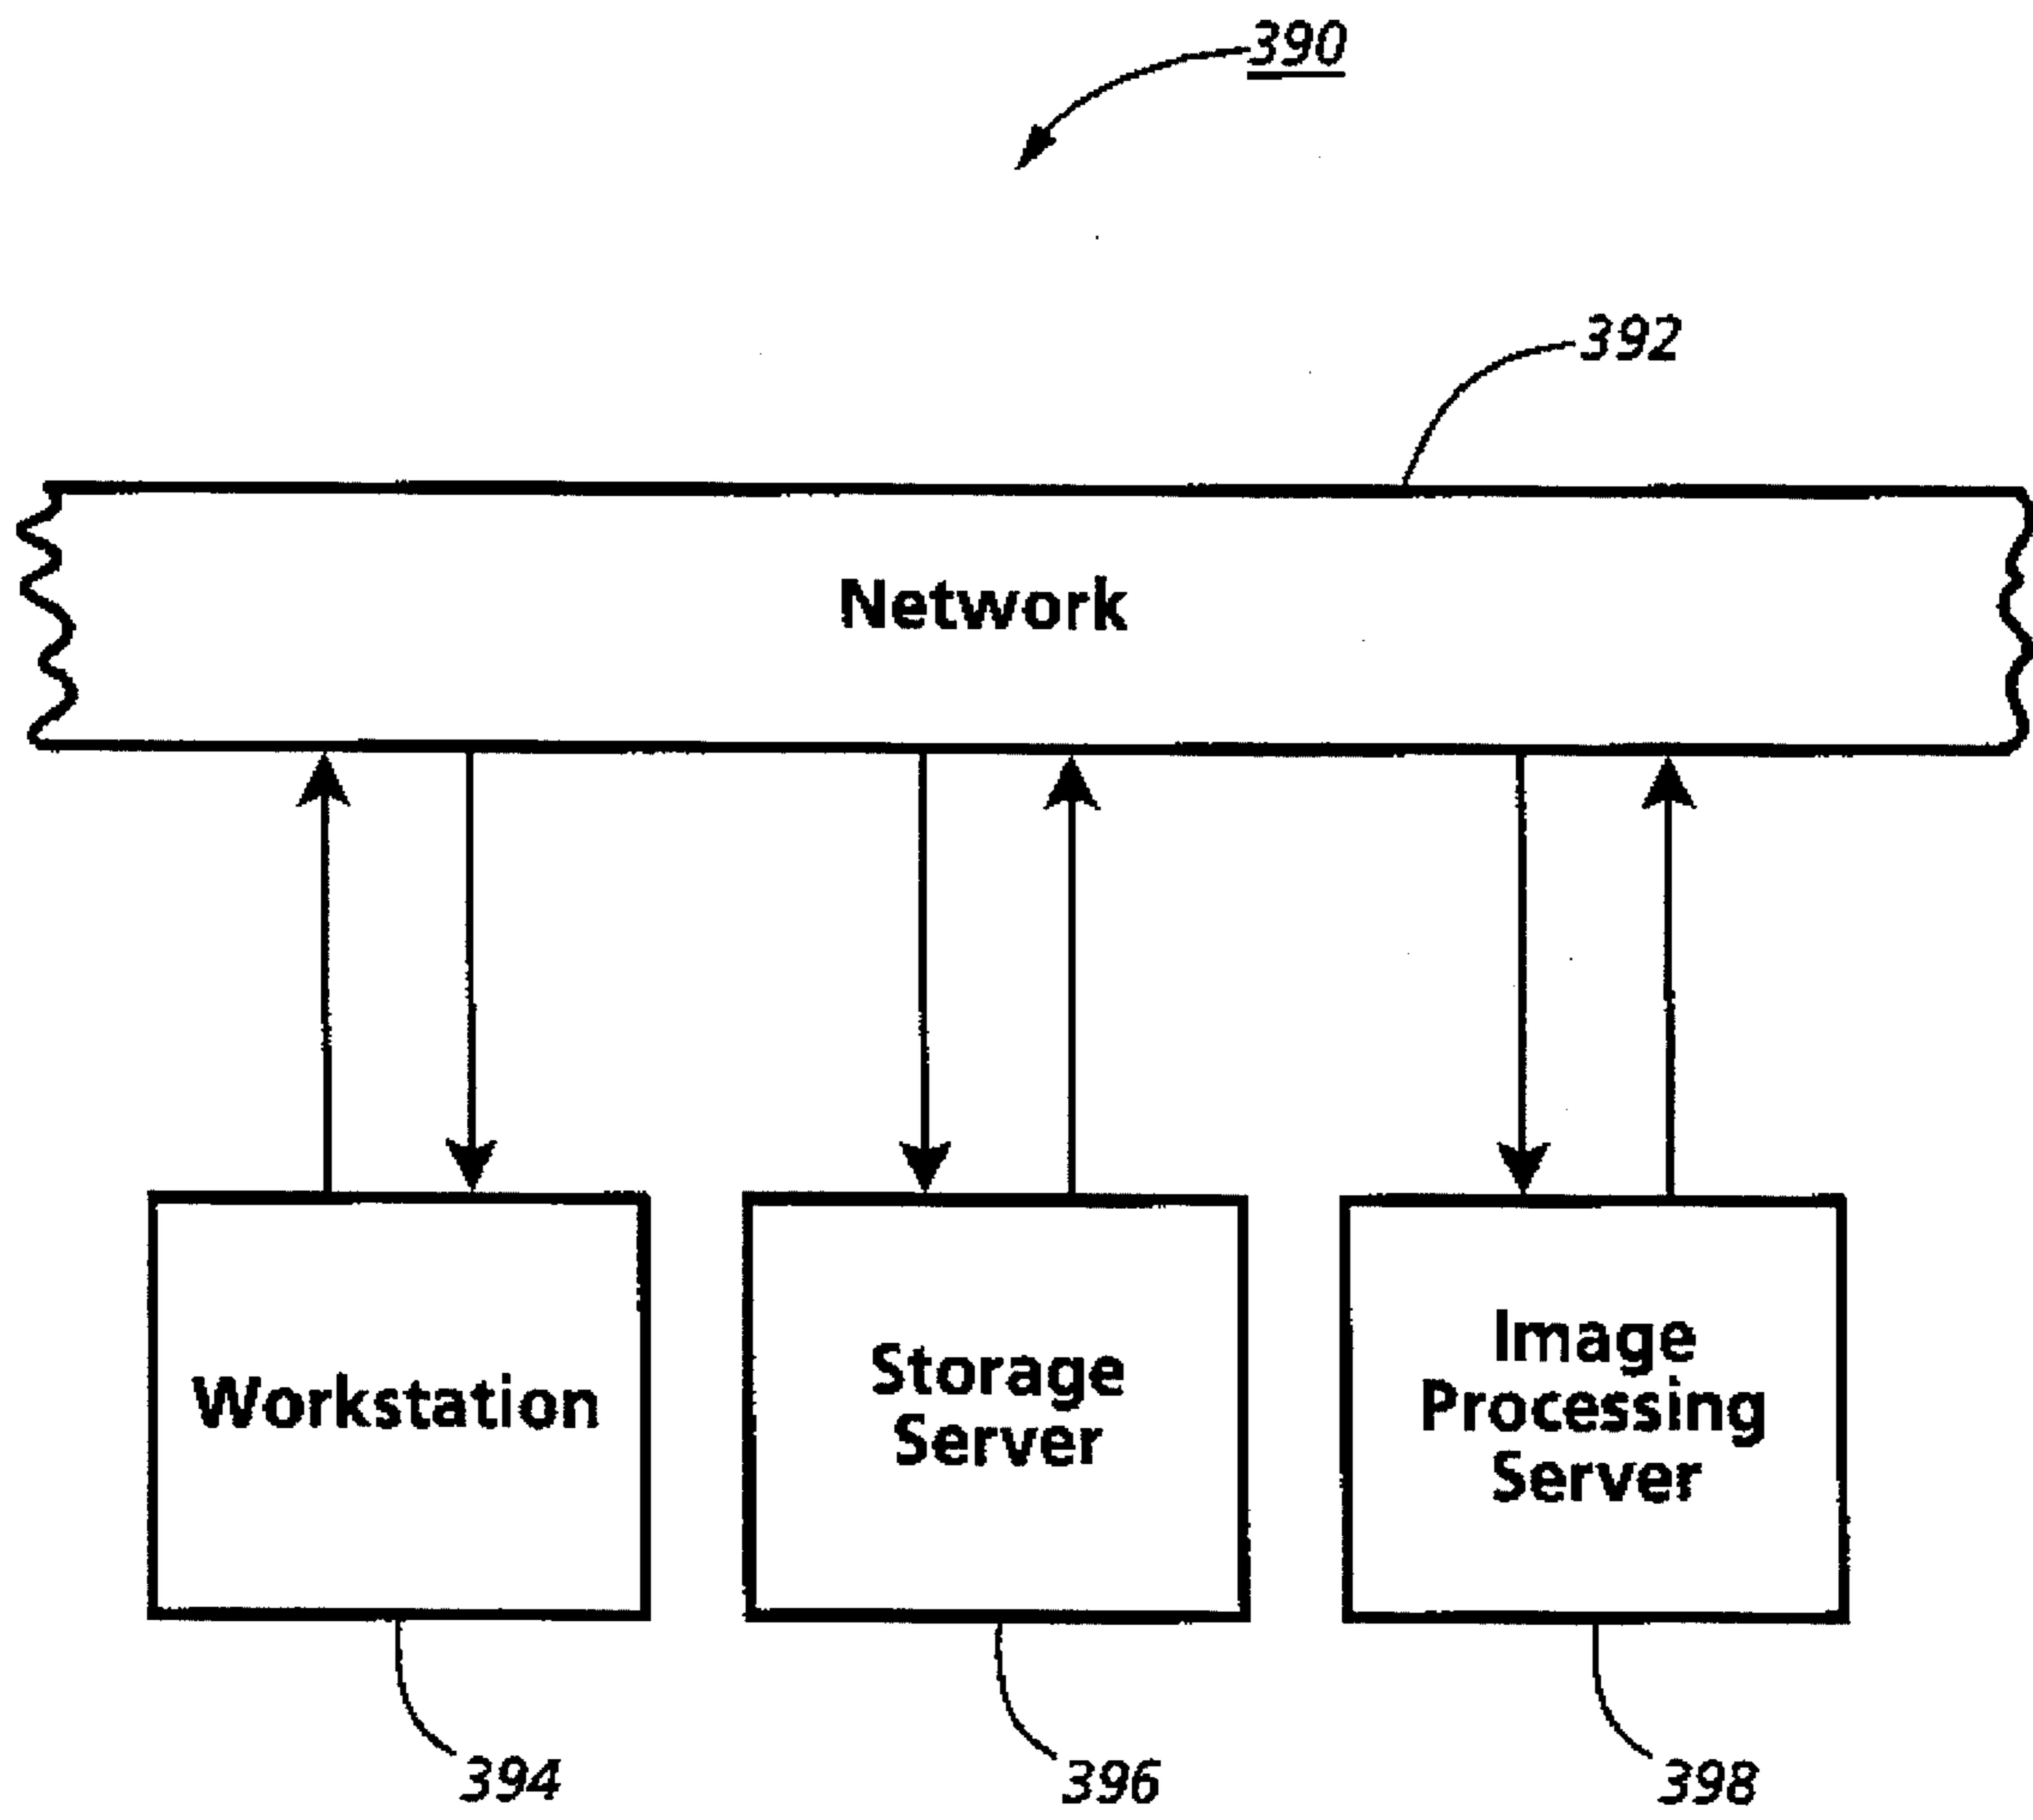 390
392
Network
Workstation
Storage
Server
Image
Processing
Server
394
396
398